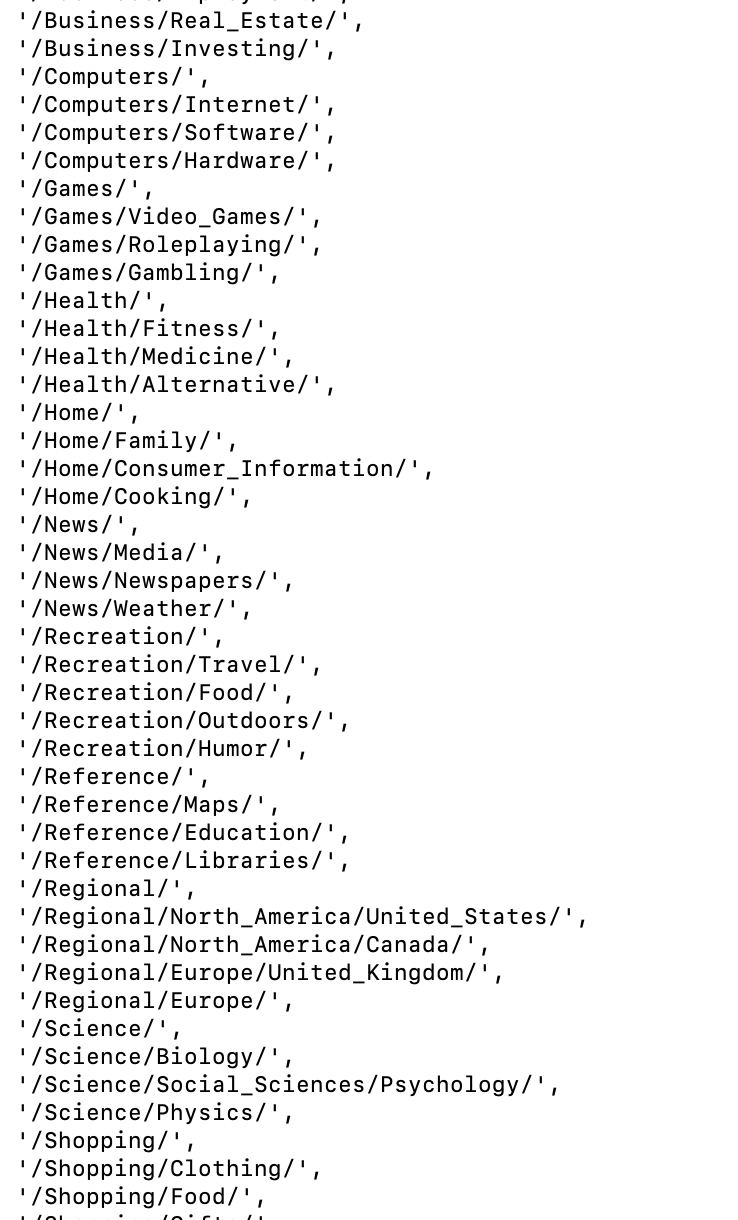 '/Business/Real_Estate/',
'/Business/Investing/',
'/Computers/',
'/Computers/Internet/',
'/Computers/Software/',
'/Computers/Hardware/',
'/Games/',
'/Games/Video_Games/',
'/Games/Roleplaying/',
'/Games/Gambling/',
'/Health/',
'/Health/Fitness/',
'/Health/Medicine/',
'/Health/Alternative/',
'/Home/',
'/Home/Family/',
'/Home/Consumer_Information/',
'/Home/Cooking/',
'/News/',
'/News/Media/',
'/News/Newspapers/',
'/News/Weather/',
'/Recreation/',
'/Recreation/Travel/',
'/Recreation/Food/',
'/Recreation/Outdoors/',
'/Recreation/Humor/',
'/Reference/',
'/Reference/Maps/',
'/Reference/Education/',
'/Reference/Libraries/',
'/Regional/',
'/Regional/North_America/United_States/',
'/Regional/North_America/Canada/',
'/Regional/Europe/United_Kingdom/',
'/Regional/Europe/',
'/Science/',
'/Science/Biology/',
'/Science/Social_Sciences/Psychology/',
'/Science/Physics/',
'/Shopping/',
'/Shopping/Clothing/',
'/Shopping/Food/',